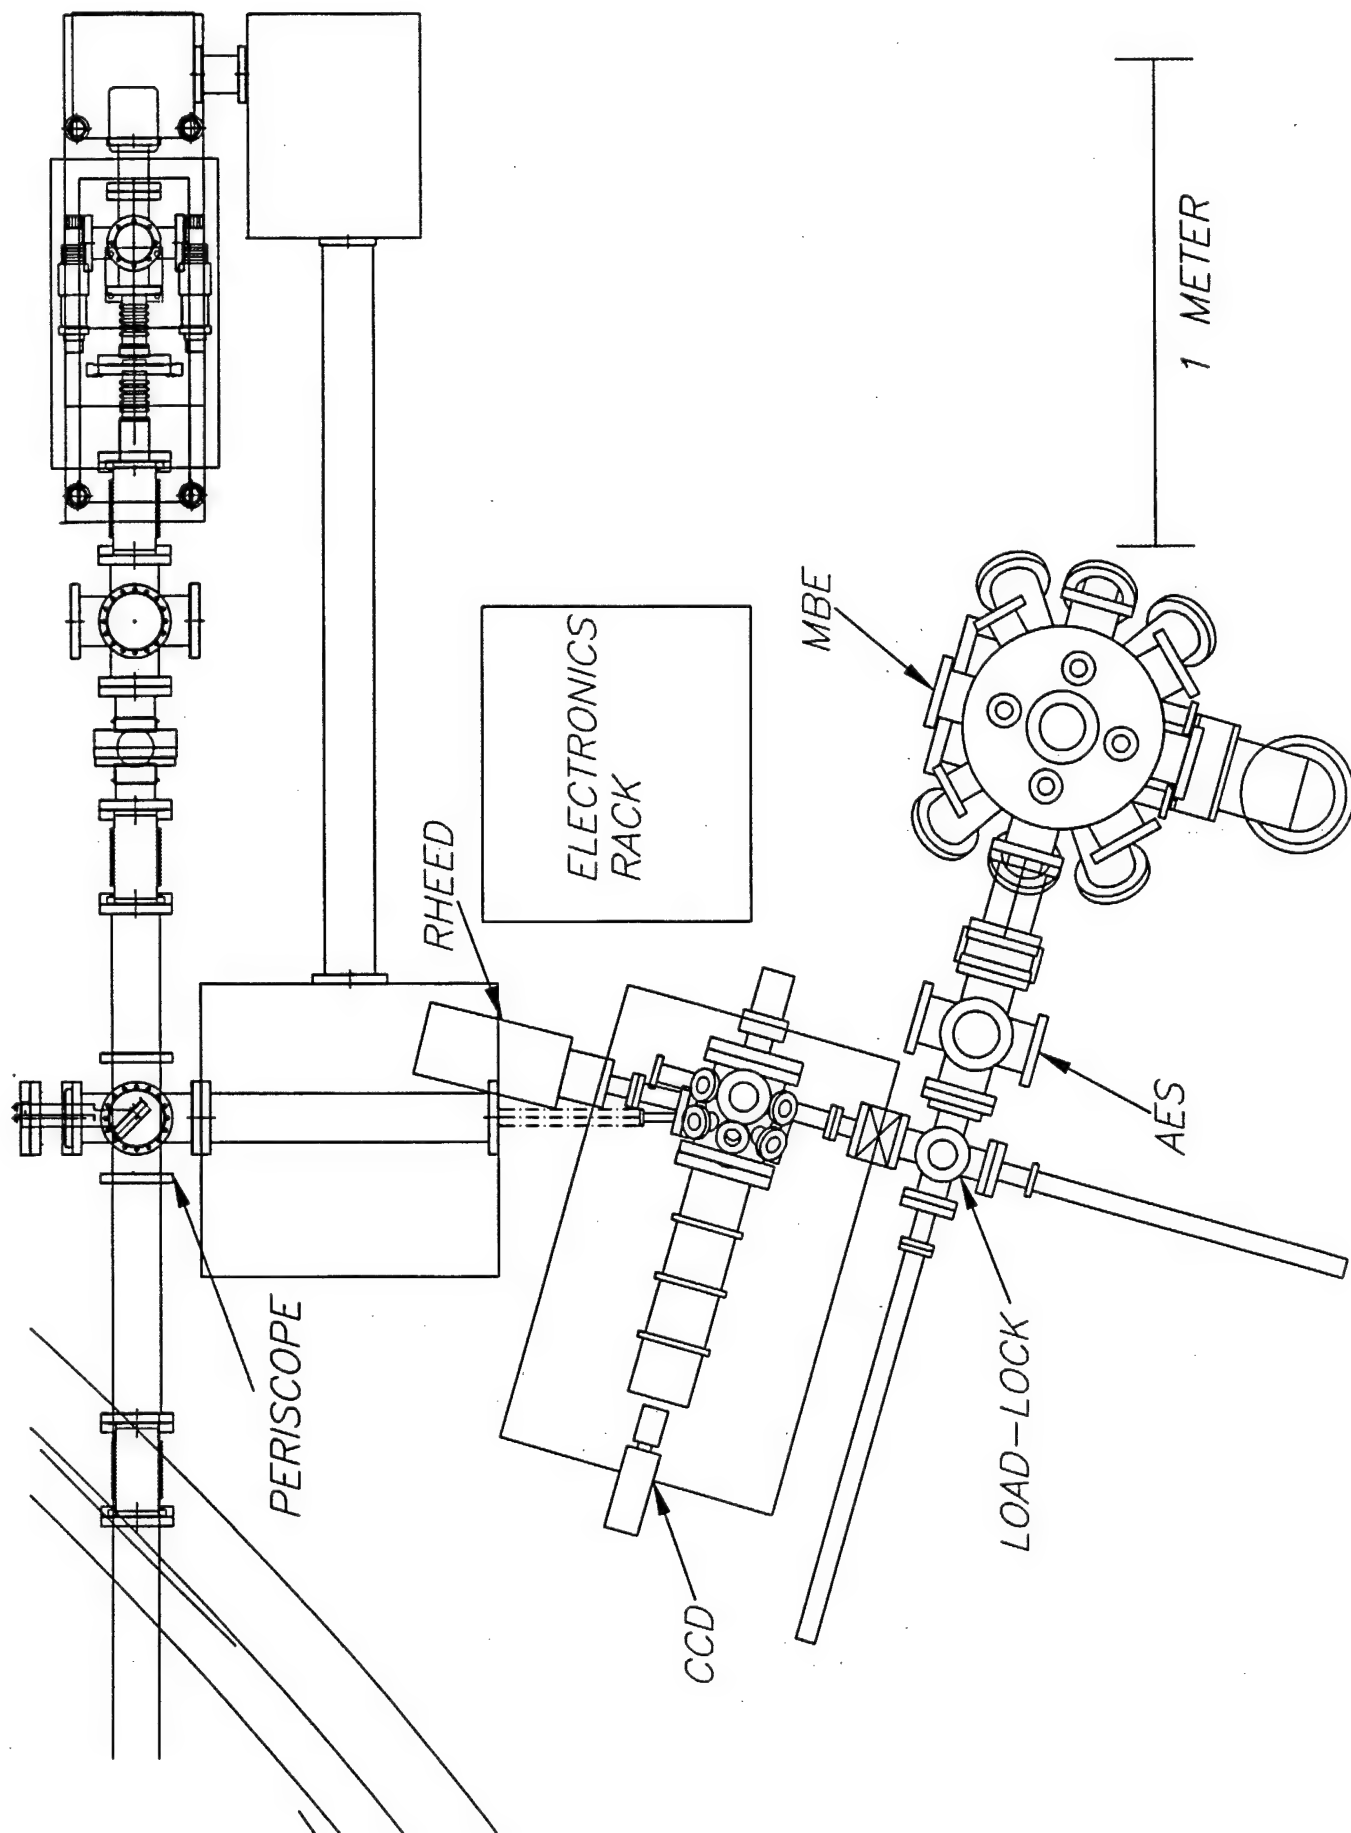 PERISCOPE
RHEED
ELECTRONICS
RACK
CCD
LOAD-LOCK
AES
MBE
1 METER